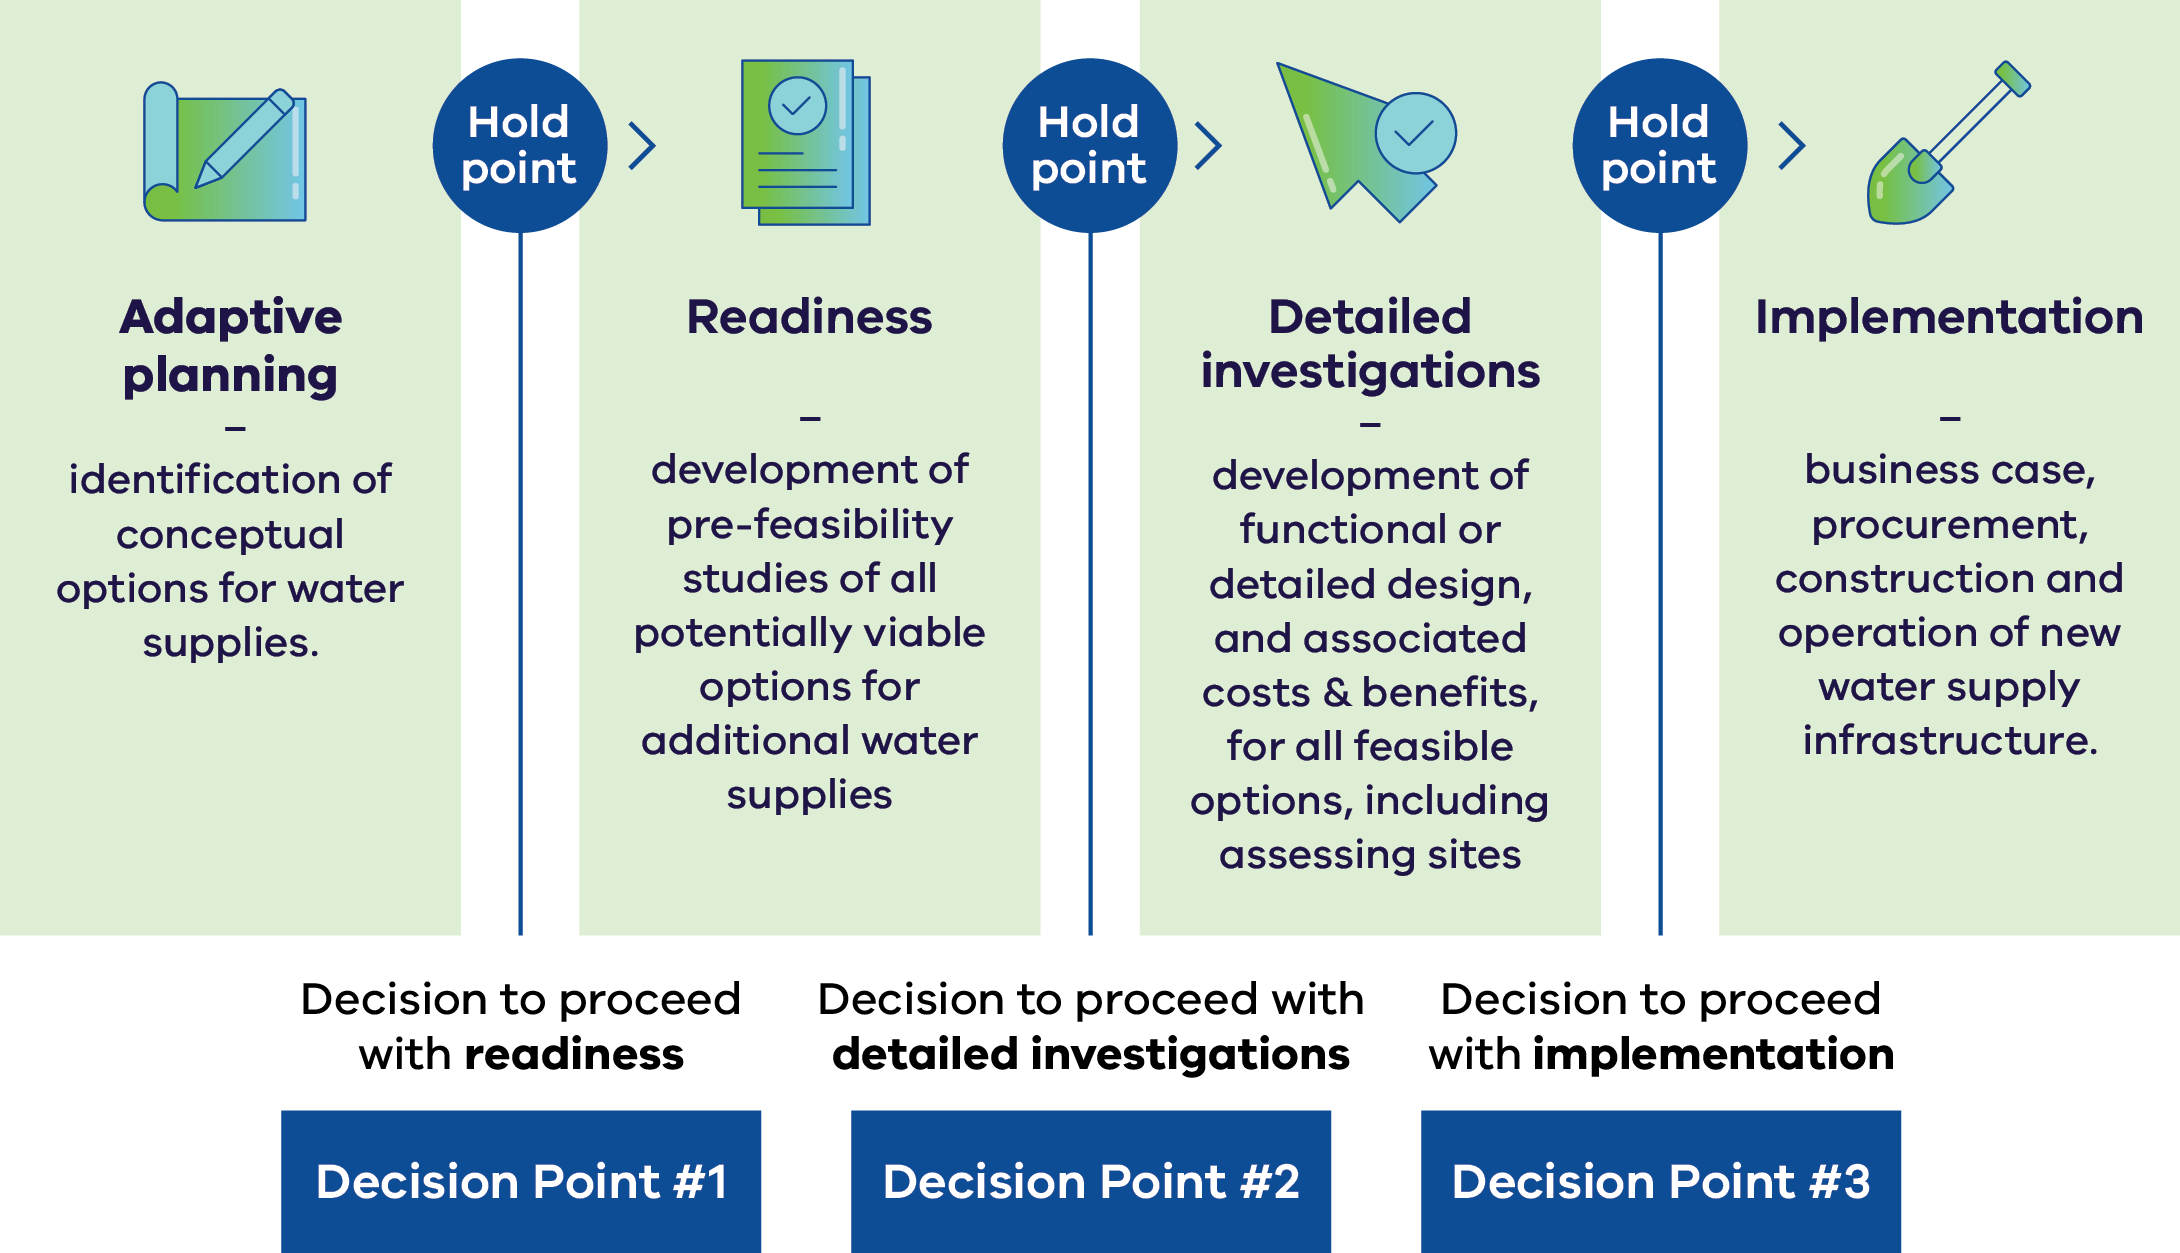 Hold
point
Hold
point
Hold
point
Adaptive
planning
–
identification of
conceptual
options for water
supplies.
Readiness
–
development of
pre-feasibility
studies of all
potentially viable
options for
additional water
supplies
Detailed
investigations
–
development of
functional or
detailed design,
and associated
costs & benefits,
for all feasible
options, including
assessing sites
Implementation
–
business case,
procurement,
construction and
operation of new
water supply
infrastructure.
Decision to proceed
with readiness
Decision Point #1
Decision to proceed with
detailed investigations
Decision Point #2
Decision to proceed
with implementation
Decision Point #3